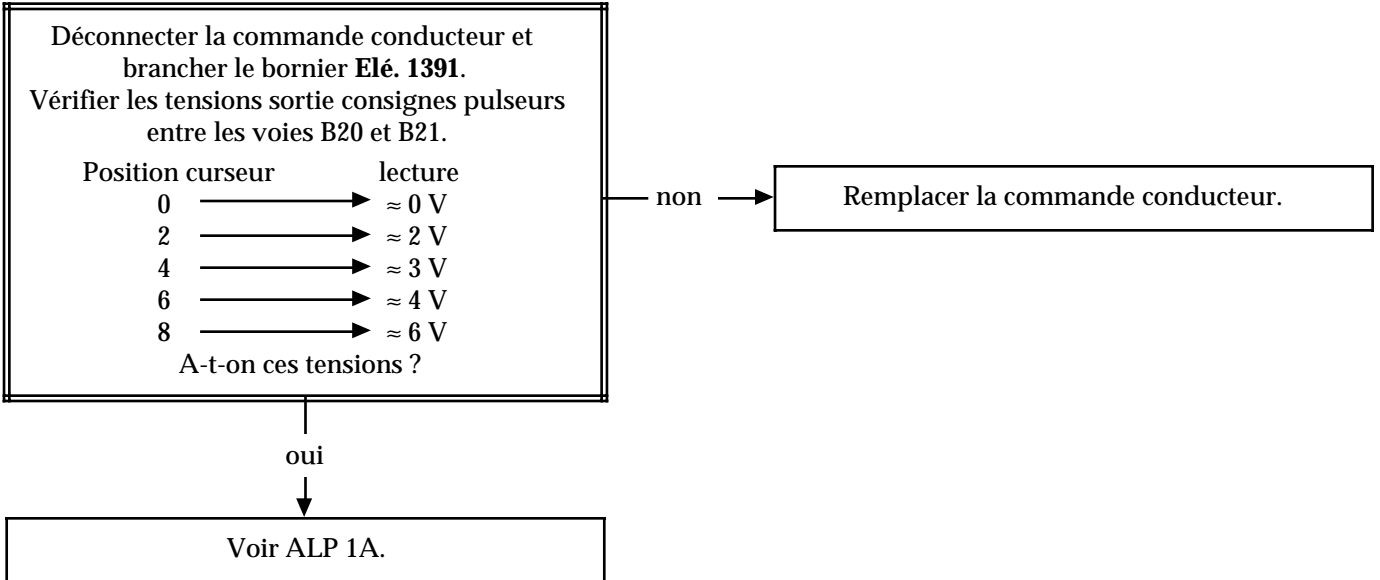 Déconnecter la commande conducteur et
brancher le bornier Elé. 1391.
Vérifier les tensions sortie consignes pulseurs
entre les voies B20 et B21.
Position curseur lecture
0 ≈ 0 V
2 ≈ 2 V
4 ≈ 3 V
6 ≈ 4 V
8 ≈ 6 V
A-t-on ces tensions ?
non
Remplacer la commande conducteur.
oui
Voir ALP 1A.